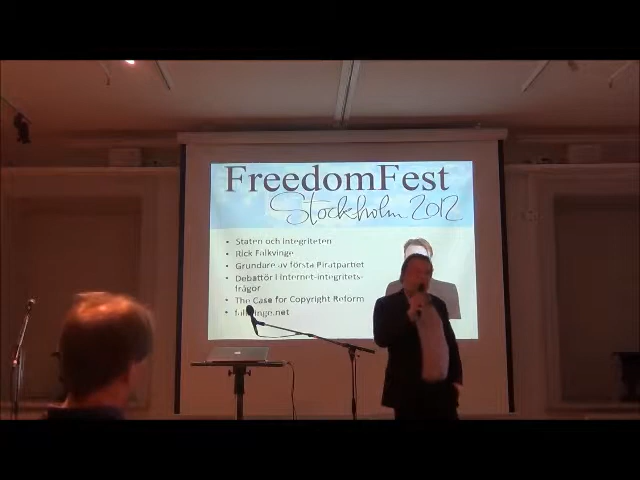 FreedomFest
Stockholm 2012
• Staten och Integriteten
• Rick Falkvinge
• Grundare av första Piratpartiet
• Debattör i Internet-integritets-
frågor
• The Case for Copyright Reform
• falkvinge.net